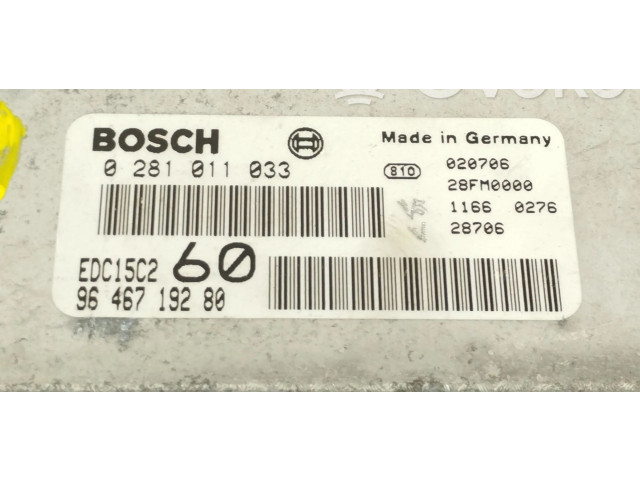 BOSCH
0 281 011 033
EDC15C2 60
96 467 192 80
Made in Germany
810 020706
28FM0000
1166 0276
28706